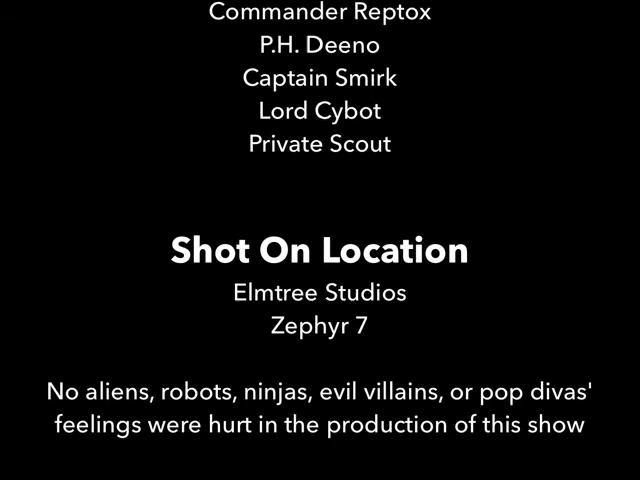 Commander Reptox
P.H. Deeno
Captain Smirk
Lord Cybot
Private Scout
Shot On Location
Elmtree Studios
Zephyr 7
No aliens, robots, ninjas, evil villains, or pop divas'
feelings were hurt in the production of this show